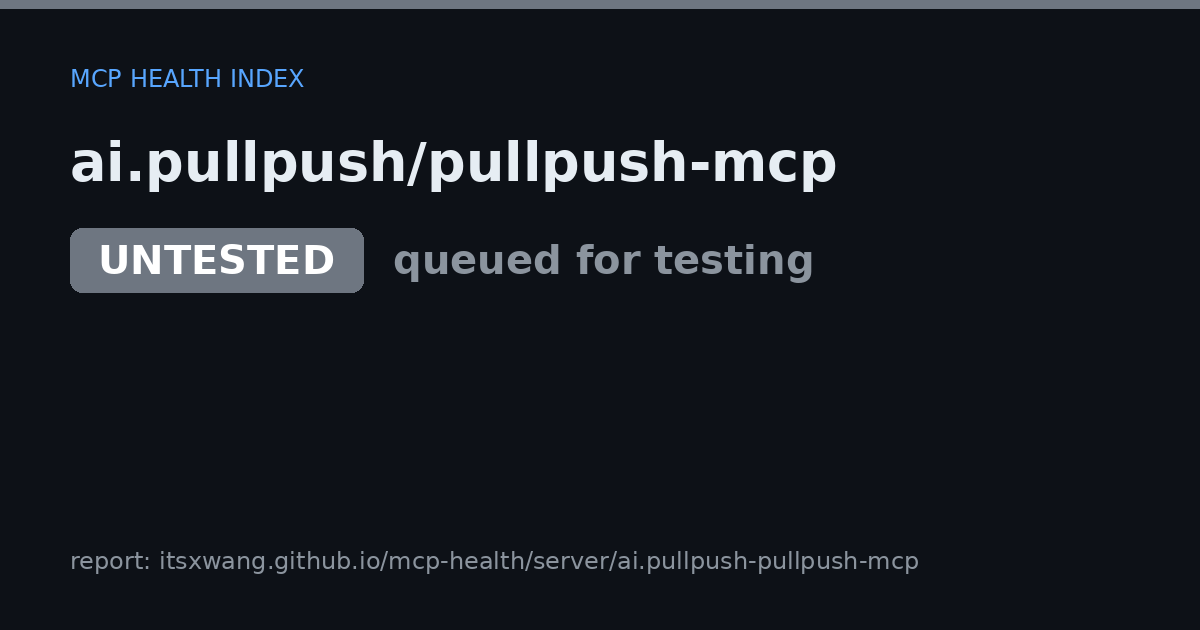 MCP HEALTH INDEX
ai.pullpush/pullpush-mcp
UNTESTED queued for testing
report: itsxwang.github.io/mcp-health/server/ai.pullpush-pullpush-mcp